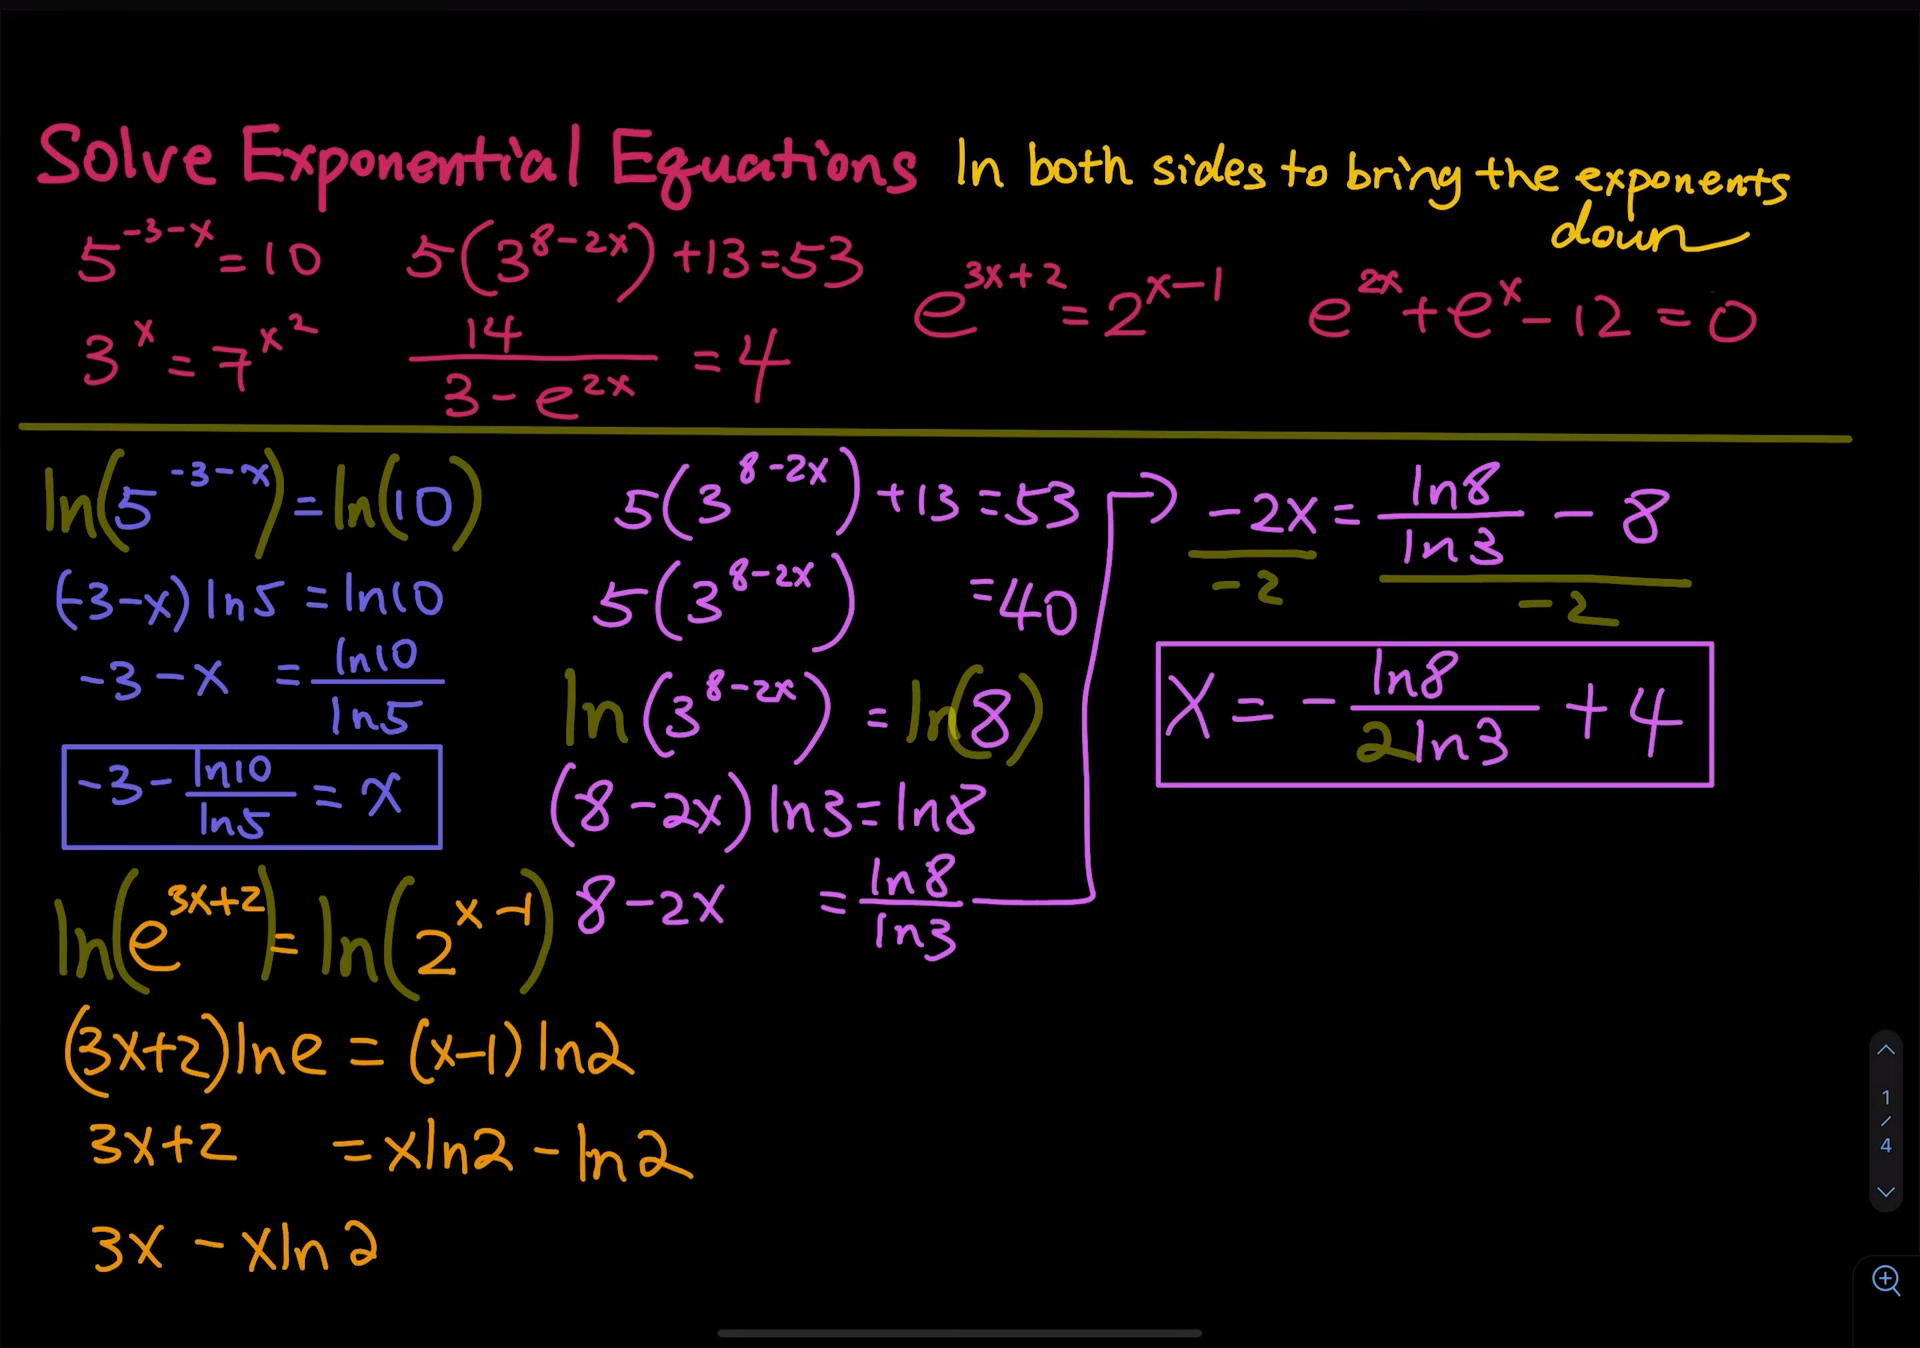 Solve Exponential Equations ln both sides to bring the exponents down
5^{-3-x} = 10
5(3^{8-2x}) + 13 = 53
e^{3x+2} = 2^{x-1}
e^{2x} + e^x - 12 = 0
3^x = 7^{x^2}
14/(3 - e^{2x}) = 4
ln(5^{-3-x}) = ln(10)
(-3-x) ln5 = ln10
-3-x = ln10/ln5
-3 - ln10/ln5 = x
5(3^{8-2x}) + 13 = 53
5(3^{8-2x}) = 40
ln(3^{8-2x}) = ln(8)
(8-2x) ln3 = ln8
8-2x = ln8/ln3
→ -2x/-2 = (ln8/ln3 - 8)/-2
x = - ln8/(2ln3) + 4
ln(e^{3x+2}) = ln(2^{x-1})
(3x+2)lne = (x-1) ln2
3x+2 = xln2 - ln2
3x - xln2
1
/
4